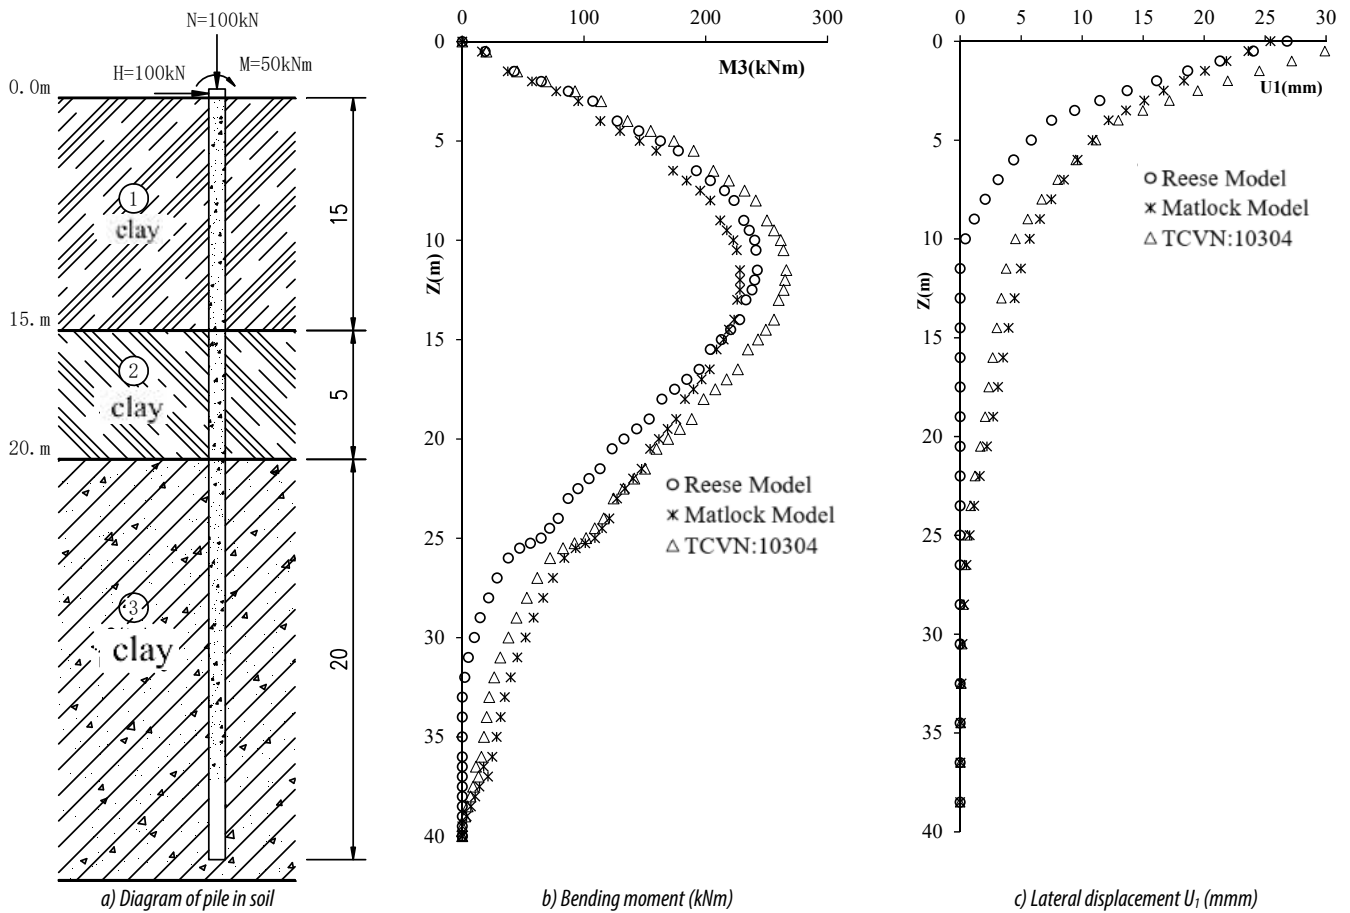 N=100kN
H=100kN
M=50kNm
0.0m
1
clay
15
15.m
2
clay
5
20.m
3
clay
20
a) Diagram of pile in soil
0 100 200 300
M3(kNm)
Z(m)
0
5
10
15
20
25
30
35
40
Reese Model
Matlock Model
TCVN:10304
b) Bending moment (kNm)
0 5 10 15 20 25 30
U1(mm)
Z(m)
0
5
10
15
20
25
30
35
40
Reese Model
Matlock Model
TCVN:10304
c) Lateral displacement U₁ (mmm)